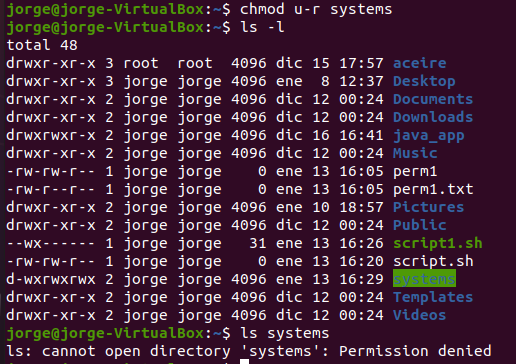 jorge@jorge-VirtualBox:~$ chmod u-r systems
jorge@jorge-VirtualBox:~$ ls -l
total 48
drwxr-xr-x 3 root  root  4096 dic 15 17:57 aceire
drwxr-xr-x 3 jorge jorge 4096 ene  8 12:37 Desktop
drwxr-xr-x 2 jorge jorge 4096 dic 12 00:24 Documents
drwxr-xr-x 2 jorge jorge 4096 dic 12 00:24 Downloads
drwxrwxr-x 2 jorge jorge 4096 dic 16 16:41 java_app
drwxr-xr-x 2 jorge jorge 4096 dic 12 00:24 Music
-rw-rw-r-- 1 jorge jorge    0 ene 13 16:05 perm1
-rw-r--r-- 1 jorge jorge    0 ene 13 16:05 perm1.txt
drwxr-xr-x 2 jorge jorge 4096 ene 10 18:57 Pictures
drwxr-xr-x 2 jorge jorge 4096 dic 12 00:24 Public
--wx------ 1 jorge jorge   31 ene 13 16:26 script1.sh
-rw-rw-r-- 1 jorge jorge    0 ene 13 16:20 script.sh
d-wxrwxrwx 2 jorge jorge 4096 ene 13 16:29 systems
drwxr-xr-x 2 jorge jorge 4096 dic 12 00:24 Templates
drwxr-xr-x 2 jorge jorge 4096 dic 12 00:24 Videos
jorge@jorge-VirtualBox:~$ ls systems
ls: cannot open directory 'systems': Permission denied